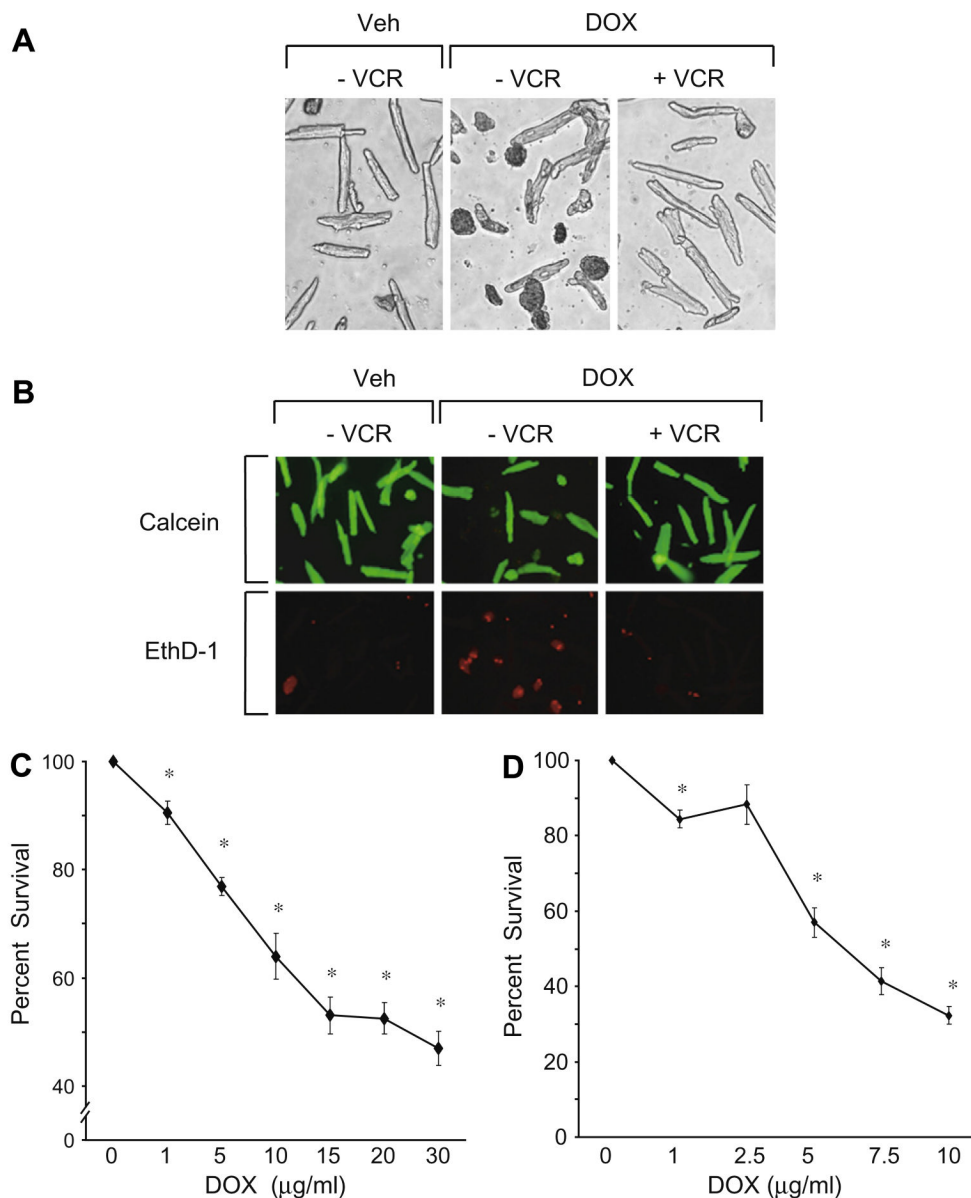 A
Veh DOX
- VCR - VCR + VCR
B
Veh DOX
- VCR - VCR + VCR
Calcein
EthD-1
C
Percent Survival
100
80
60
40
0
* * * * * *
0 1 5 10 15 20 30
DOX (μg/ml)
D
Percent Survival
100
80
60
40
20
0
* * * *
0 1 2.5 5 7.5 10
DOX (μg/ml)